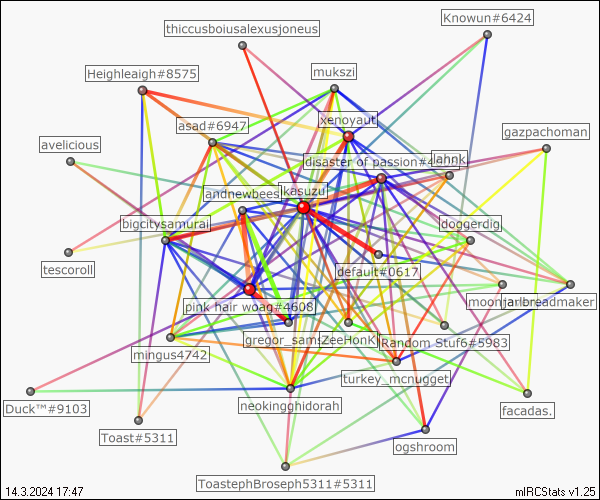 thiccusboiusalexusjoneus
Knowun#6424
mukszi
Heighleaigh#8575
xenoyaut
asad#6947
gazpachoman
avelicious
lahnk
disaster of passion#4
kasuzu
andnewbees
bigcitysamurai
doggerdig
default#0617
tescoroll
pink hair woag#4608
moonjar
jarlbreadmaker
gregor_sams
ZeeHonK
Random Stuf6#5983
mingus4742
turkey_mcnugget
neokingghidorah
Duck™#9103
facadas.
Toast#5311
ogshroom
ToastephBroseph5311#5311
14.3.2024 17:47
mIRCStats v1.25